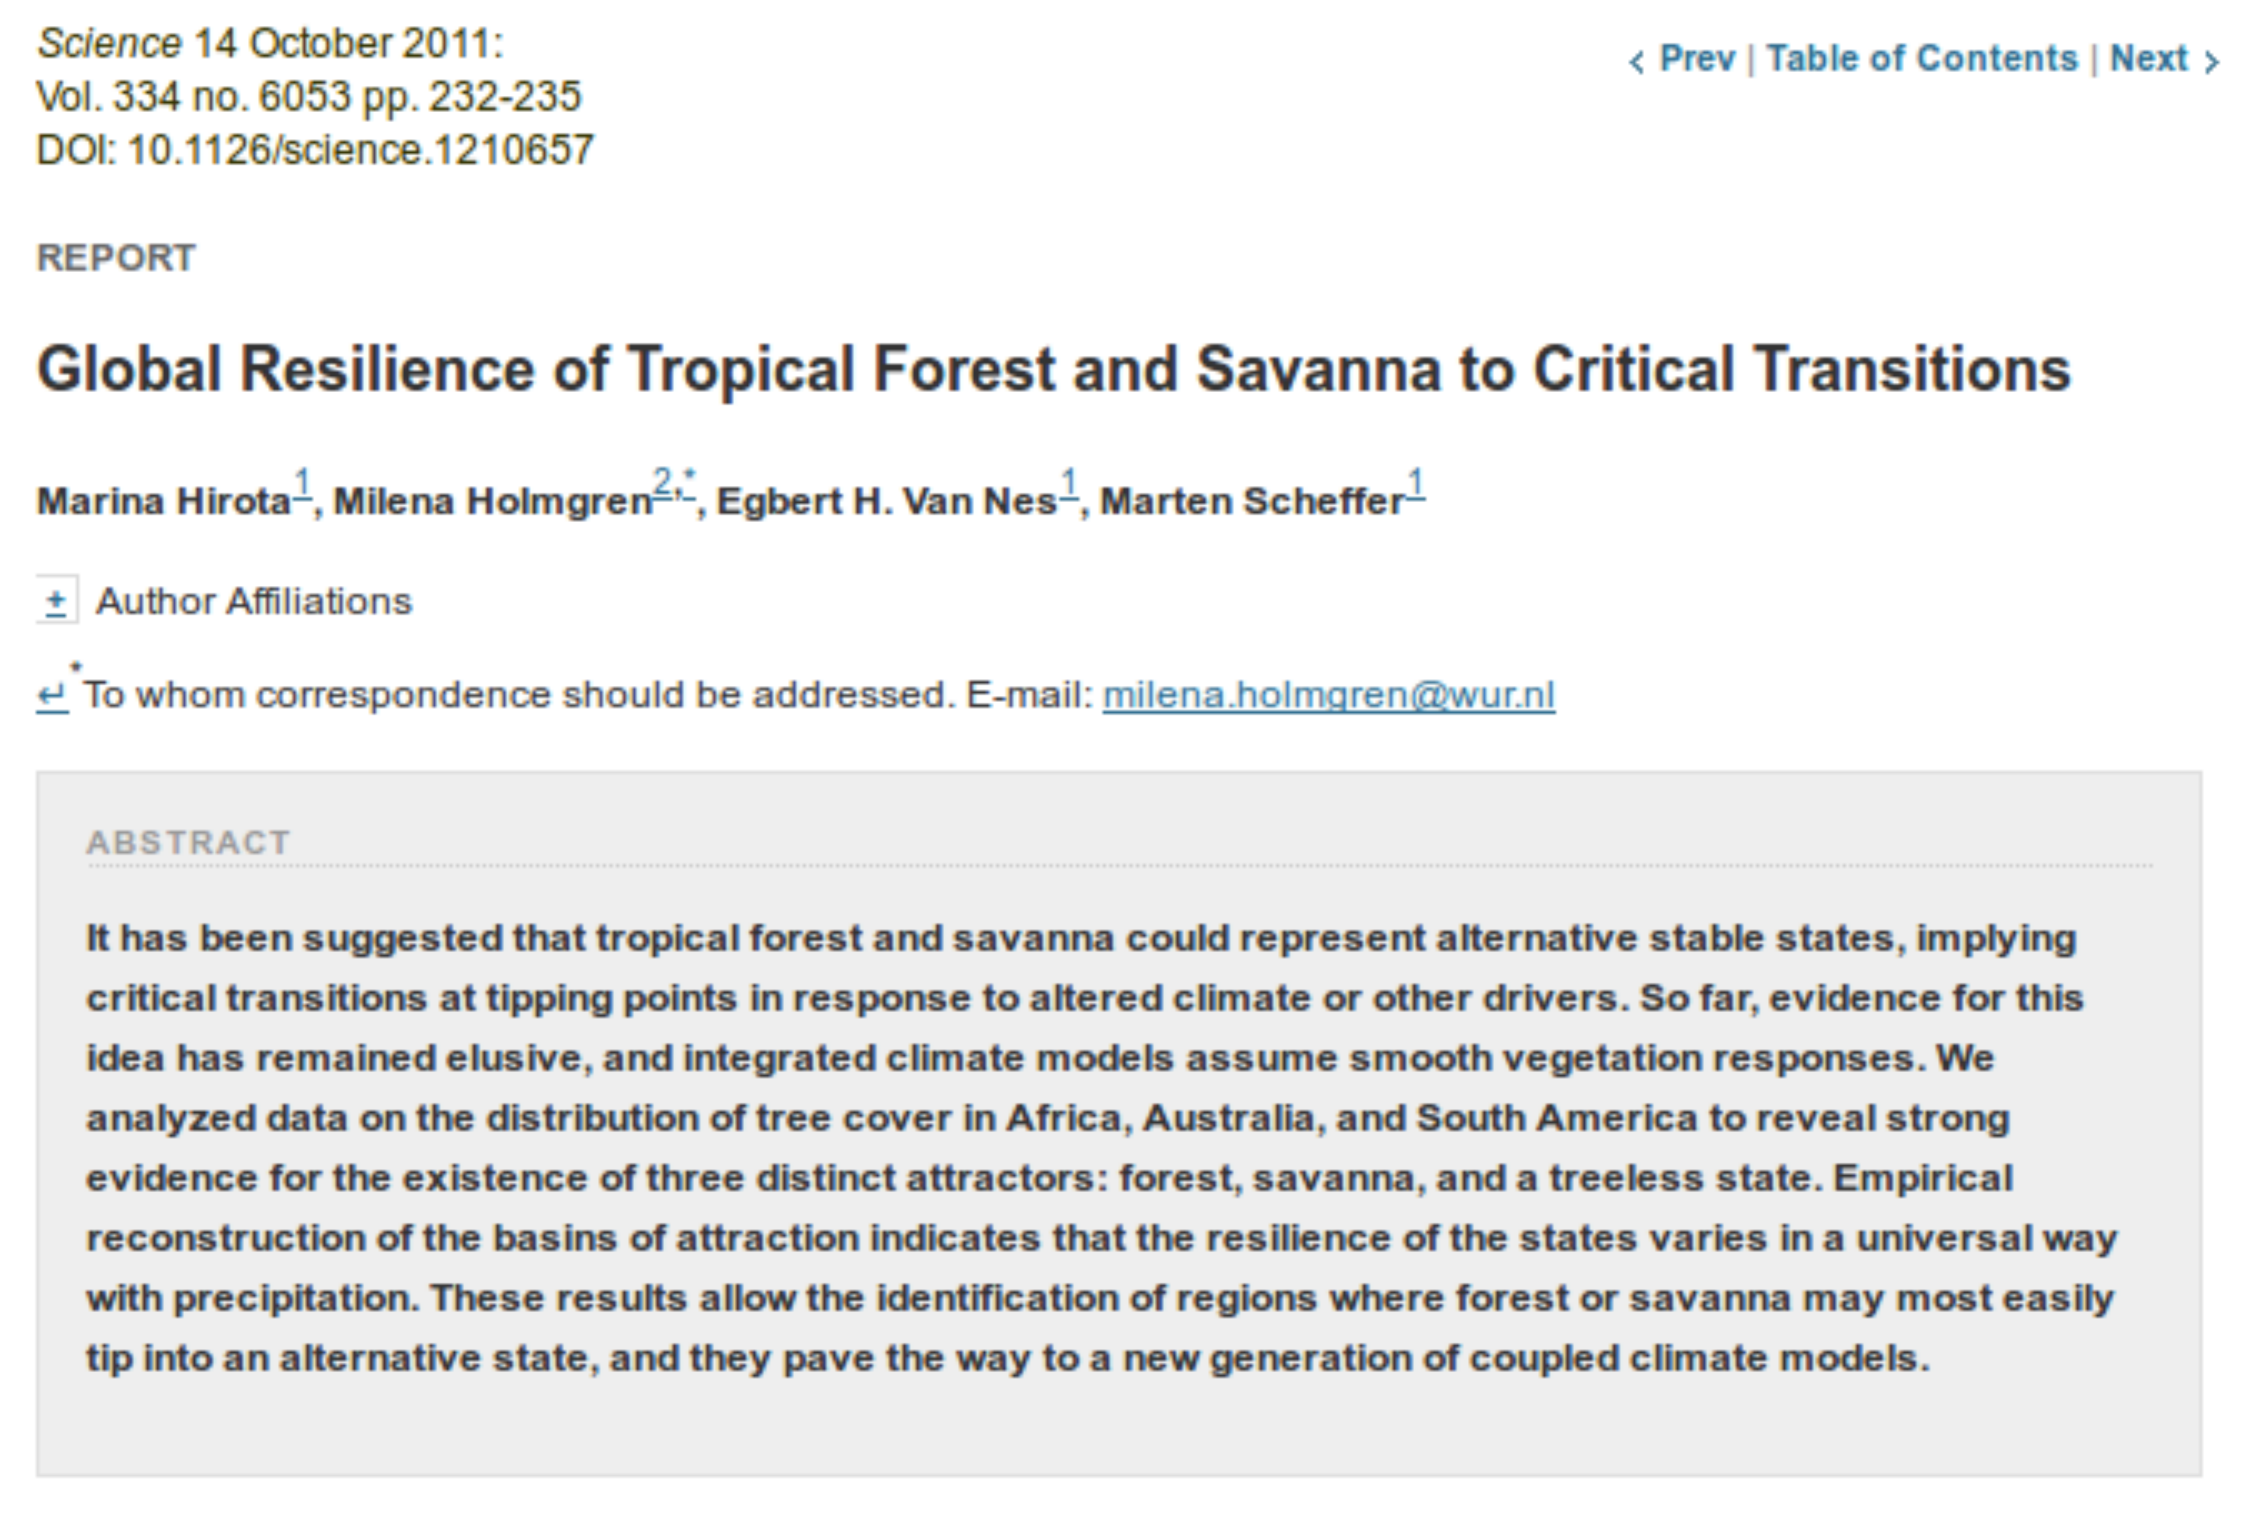 Science 14 October 2011:
Vol. 334 no. 6053 pp. 232-235
DOI: 10.1126/science.1210657
‹ Prev | Table of Contents | Next ›
REPORT
Global Resilience of Tropical Forest and Savanna to Critical Transitions
Marina Hirota1, Milena Holmgren2,*, Egbert H. Van Nes1, Marten Scheffer1
+ Author Affiliations
↵*To whom correspondence should be addressed. E-mail: milena.holmgren@wur.nl
ABSTRACT
It has been suggested that tropical forest and savanna could represent alternative stable states, implying
critical transitions at tipping points in response to altered climate or other drivers. So far, evidence for this
idea has remained elusive, and integrated climate models assume smooth vegetation responses. We
analyzed data on the distribution of tree cover in Africa, Australia, and South America to reveal strong
evidence for the existence of three distinct attractors: forest, savanna, and a treeless state. Empirical
reconstruction of the basins of attraction indicates that the resilience of the states varies in a universal way
with precipitation. These results allow the identification of regions where forest or savanna may most easily
tip into an alternative state, and they pave the way to a new generation of coupled climate models.